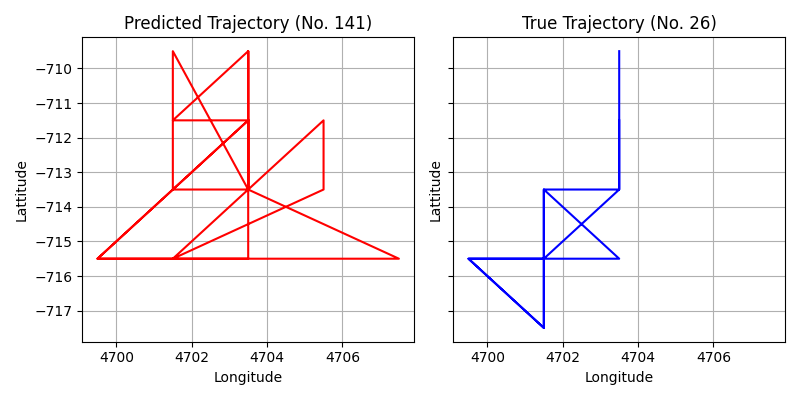 Predicted Trajectory (No. 141)
True Trajectory (No. 26)
−710
−711
−712
−713
−714
−715
−716
−717
Lattitude
Lattitude
4700
4702
4704
4706
4700
4702
4704
4706
Longitude
Longitude